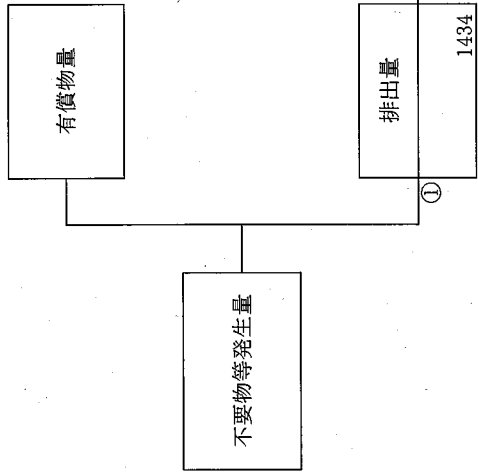 有償物量
不要物等発生量
①
排出量
1434